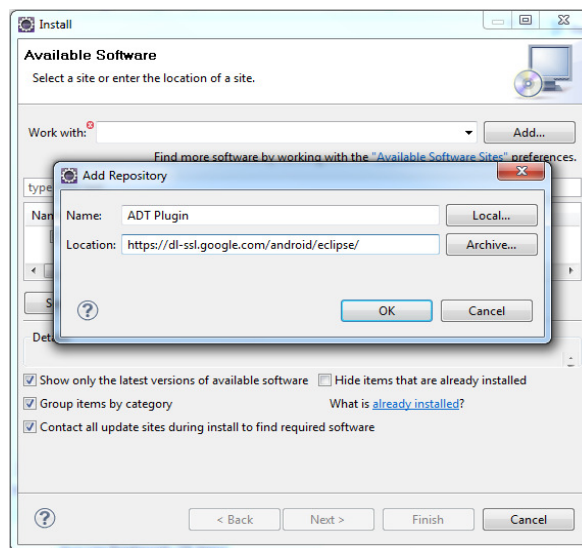 Install
Available Software
Select a site or enter the location of a site.
Work with:
Add...
Find more software by working with the "Available Software Sites" preferences.
type
Add Repository
Name: ADT Plugin Local...
Location: https://dl-ssl.google.com/android/eclipse/ Archive...
OK Cancel
Show only the latest versions of available software Hide items that are already installed
Group items by category What is already installed?
Contact all update sites during install to find required software
< Back Next > Finish Cancel